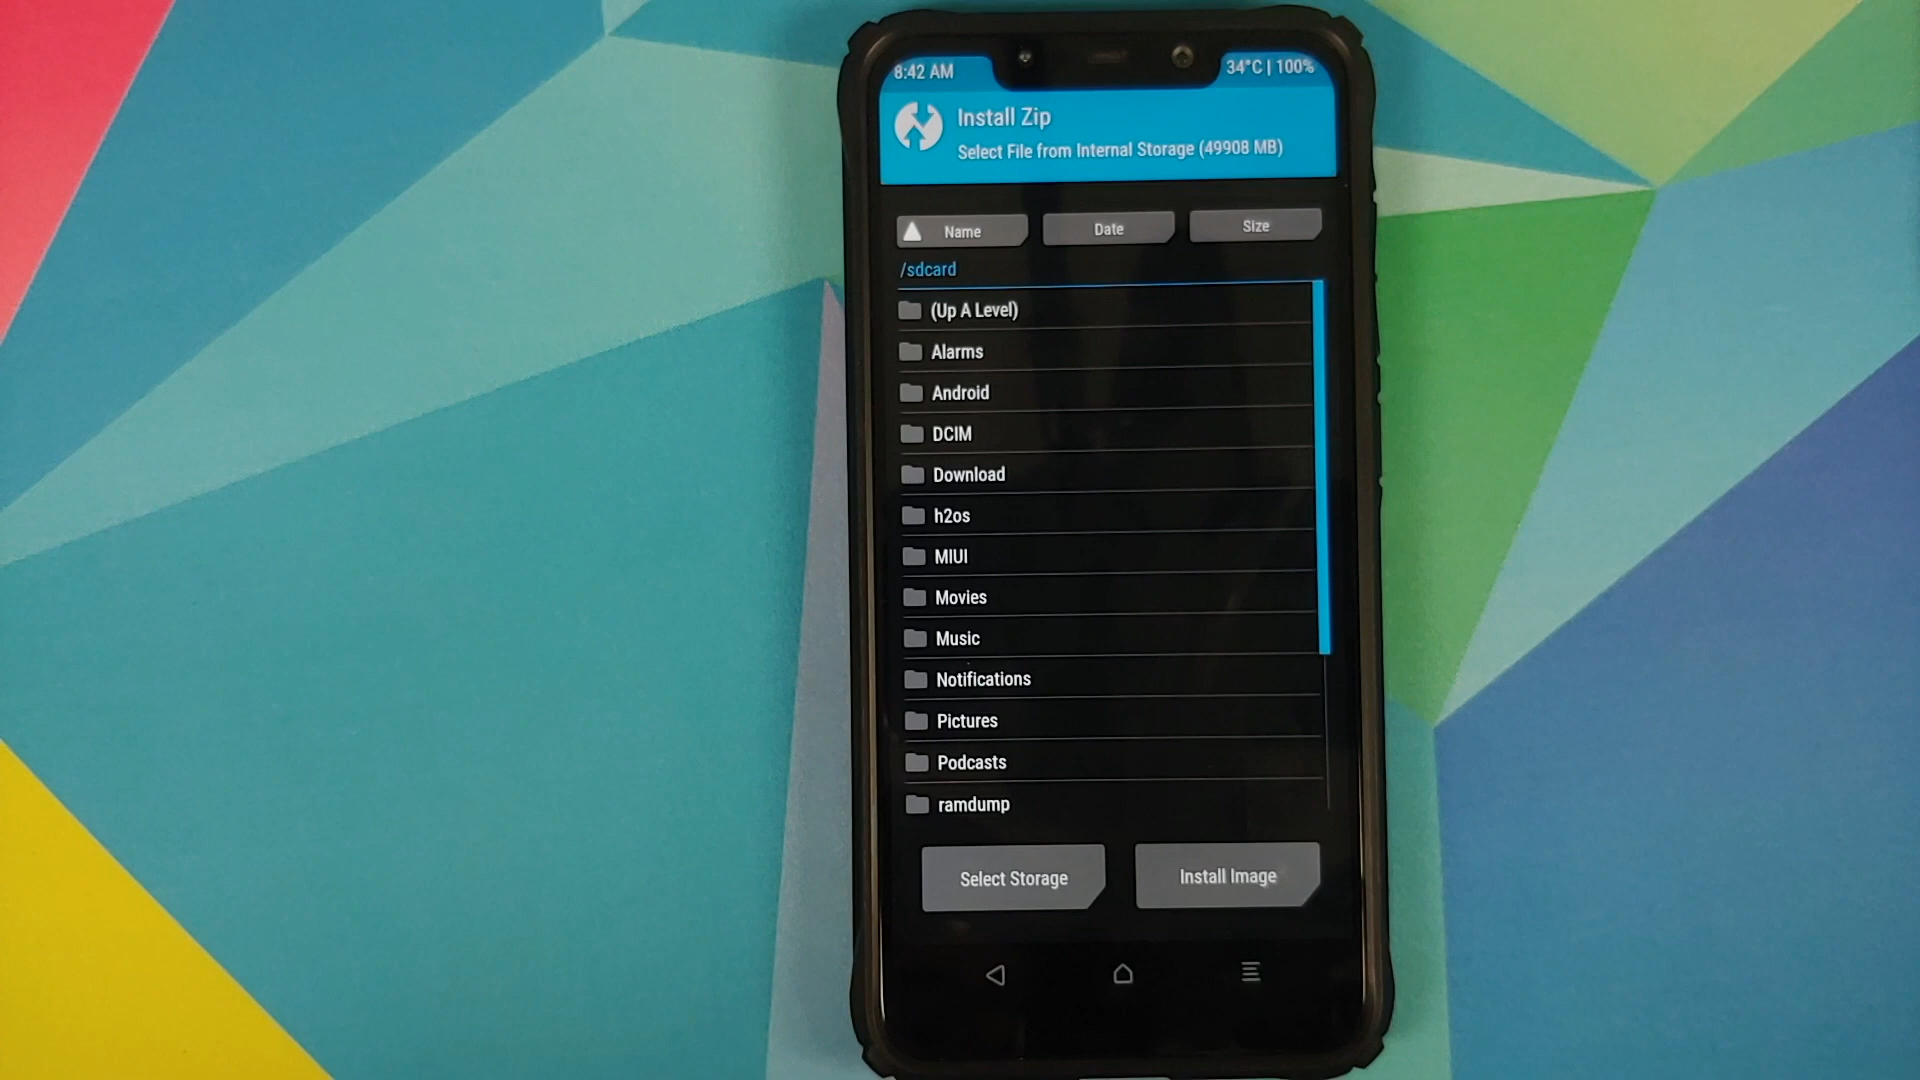 8:42 AM
34°C | 100%
Install Zip
Select File from Internal Storage (49908 MB)
Name
Date
Size
/sdcard
(Up A Level)
Alarms
Android
DCIM
Download
h2os
MIUI
Movies
Music
Notifications
Pictures
Podcasts
ramdump
Select Storage
Install Image